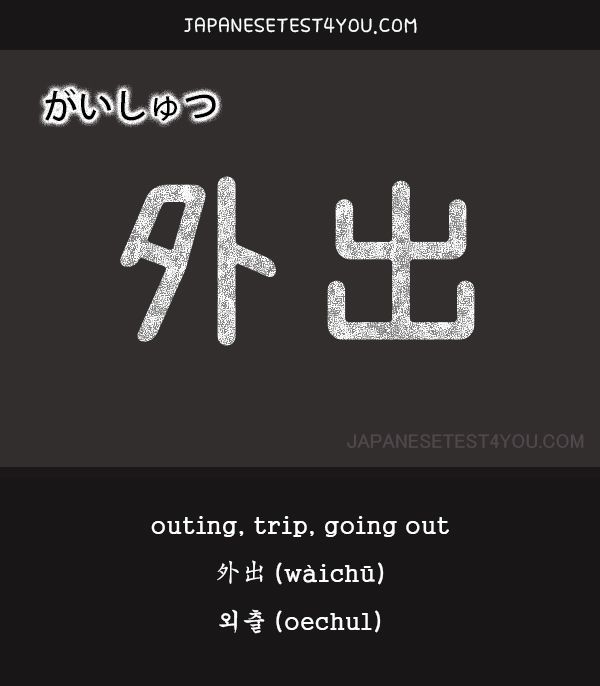 JAPANESETEST4YOU.COM
がいしゅつ
外出
JAPANESETEST4YOU.COM
outing, trip, going out
外出 (wàichū)
외출 (oechul)